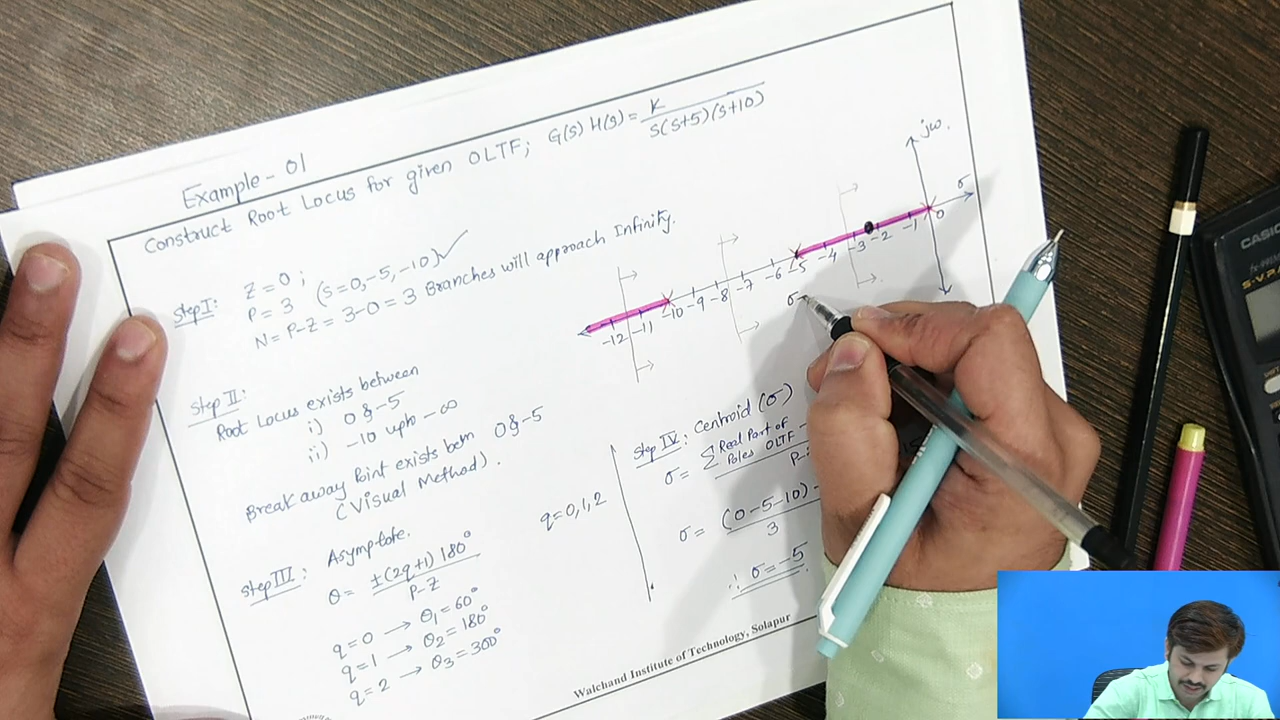 Example - 01
Construct Root Locus for given OLTF; G(s) H(s) = K / s(s+5)(s+10)
Step I: Z = 0 ;
P = 3 (s = 0, -5, -10) ✓
N = P-Z = 3-0 = 3 Branches will approach Infinity.
Step II:
Root Locus exists between
i) 0 & -5
ii) -10 upto -∞
Break away Point exists betn 0 & -5
(Visual Method).
Step III: Asymptote.
θ = ±(2q+1) 180° / P-Z
q = 0, 1, 2
q = 0 → θ₁ = 60°
q = 1 → θ₂ = 180°
q = 2 → θ₃ = 300°
jω
σ
-12 -11 -10 -9 -8 -7 -6 -5 -4 -3 -2 -1 0
σ
Step IV: Centroid (σ)
σ = Σ Real Part of Poles OLTF -
σ = (0-5-10) - / 3
∴ σ = -5
Walchand Institute of Technology, Solapur
CASIO